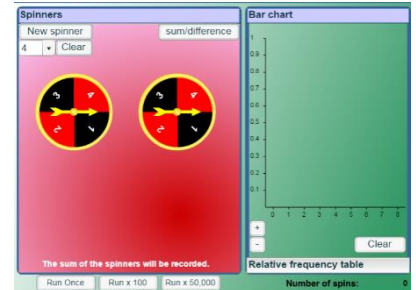 Spinners
New spinner
sum/difference
4
Clear
3 4
2 1
3 4
2 1
The sum of the spinners will be recorded.
Run Once
Run x 100
Run x 50,000
Bar chart
1
0.9
0.8
0.7
0.6
0.5
0.4
0.3
0.2
0.1
0 1 2 3 4 5 6 7 8
+
-
Clear
Relative frequency table
Number of spins: 0